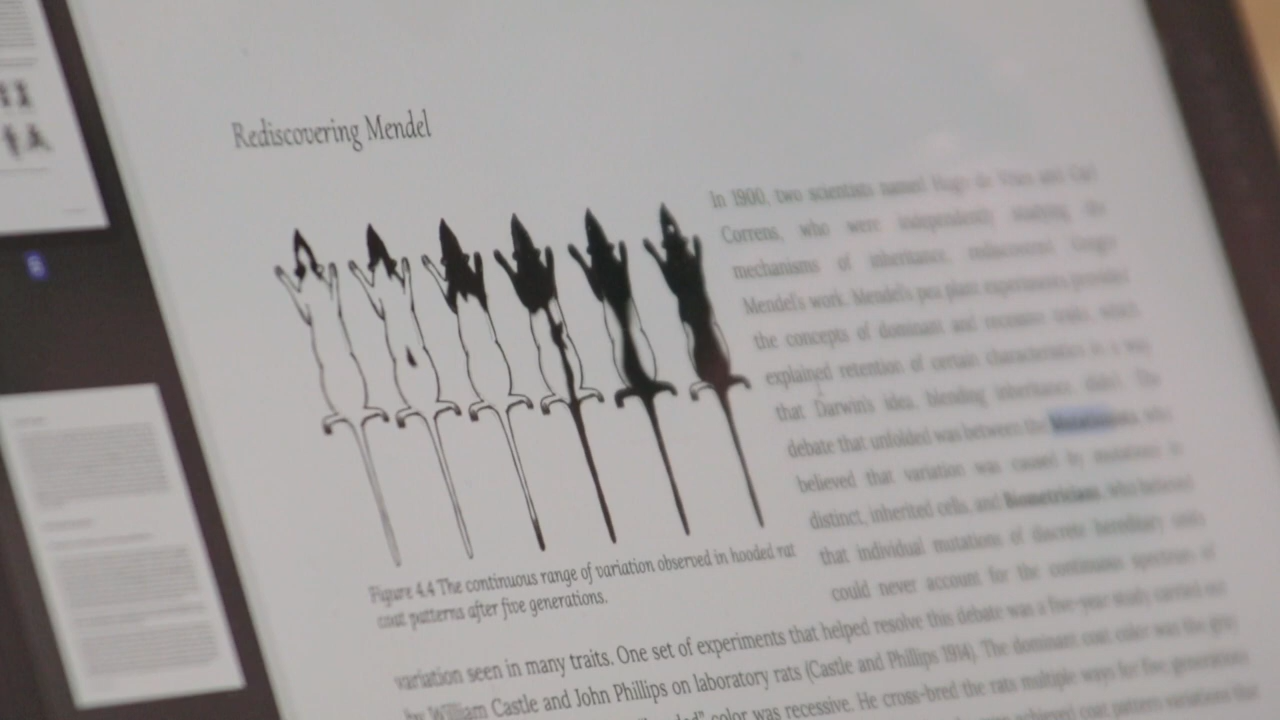 Rediscovering Mendel
In 1900, two scientists named Hugo de Vries and Carl
Correns, who were independently studying the
mechanisms of inheritance, rediscovered Gregor
Mendel's work. Mendel's pea plant experiments provided
the concepts of dominant and recessive traits, which
explained retention of certain characteristics in a way
that Darwin's idea, blending inheritance, didn't. The
debate that unfolded was between the who
believed that variation was caused by mutations in
distinct, inherited cells, and Biometricians, who believed
that individual mutations of discrete hereditary units
could never account for the continuous spectrum of
Figure 4.4 The continuous range of variation observed in hooded rat
coat patterns after five generations.
variation seen in many traits. One set of experiments that helped resolve this debate was a five-year study carried out
by William Castle and John Phillips on laboratory rats (Castle and Phillips 1914). The dominant coat color was the gray
color was recessive. He cross-bred the rats multiple ways for five generations
achieved coat pattern variations that